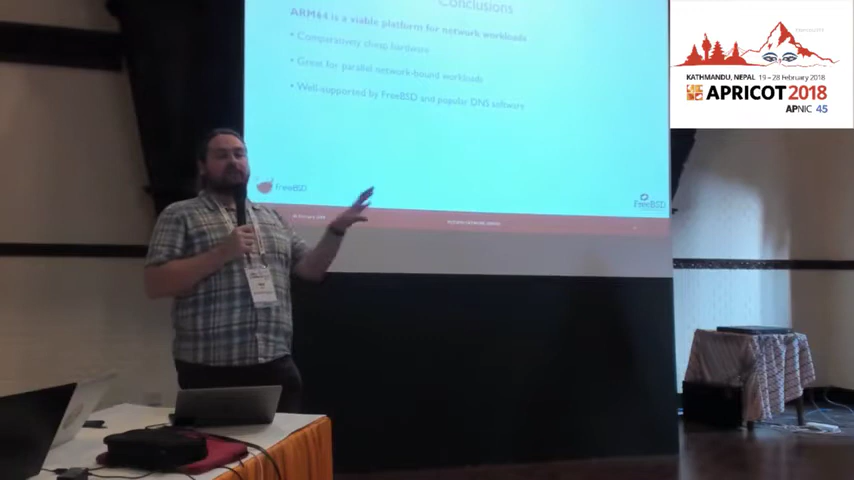 Conclusions
ARM64 is a viable platform for network workloads
• Comparatively cheap hardware
• Great for parallel network-bound workloads
• Well-supported by FreeBSD and popular DNS software
FreeBSD
FreeBSD
KATHMANDU, NEPAL 19 – 28 February 2018
APRICOT 2018
APNIC 45